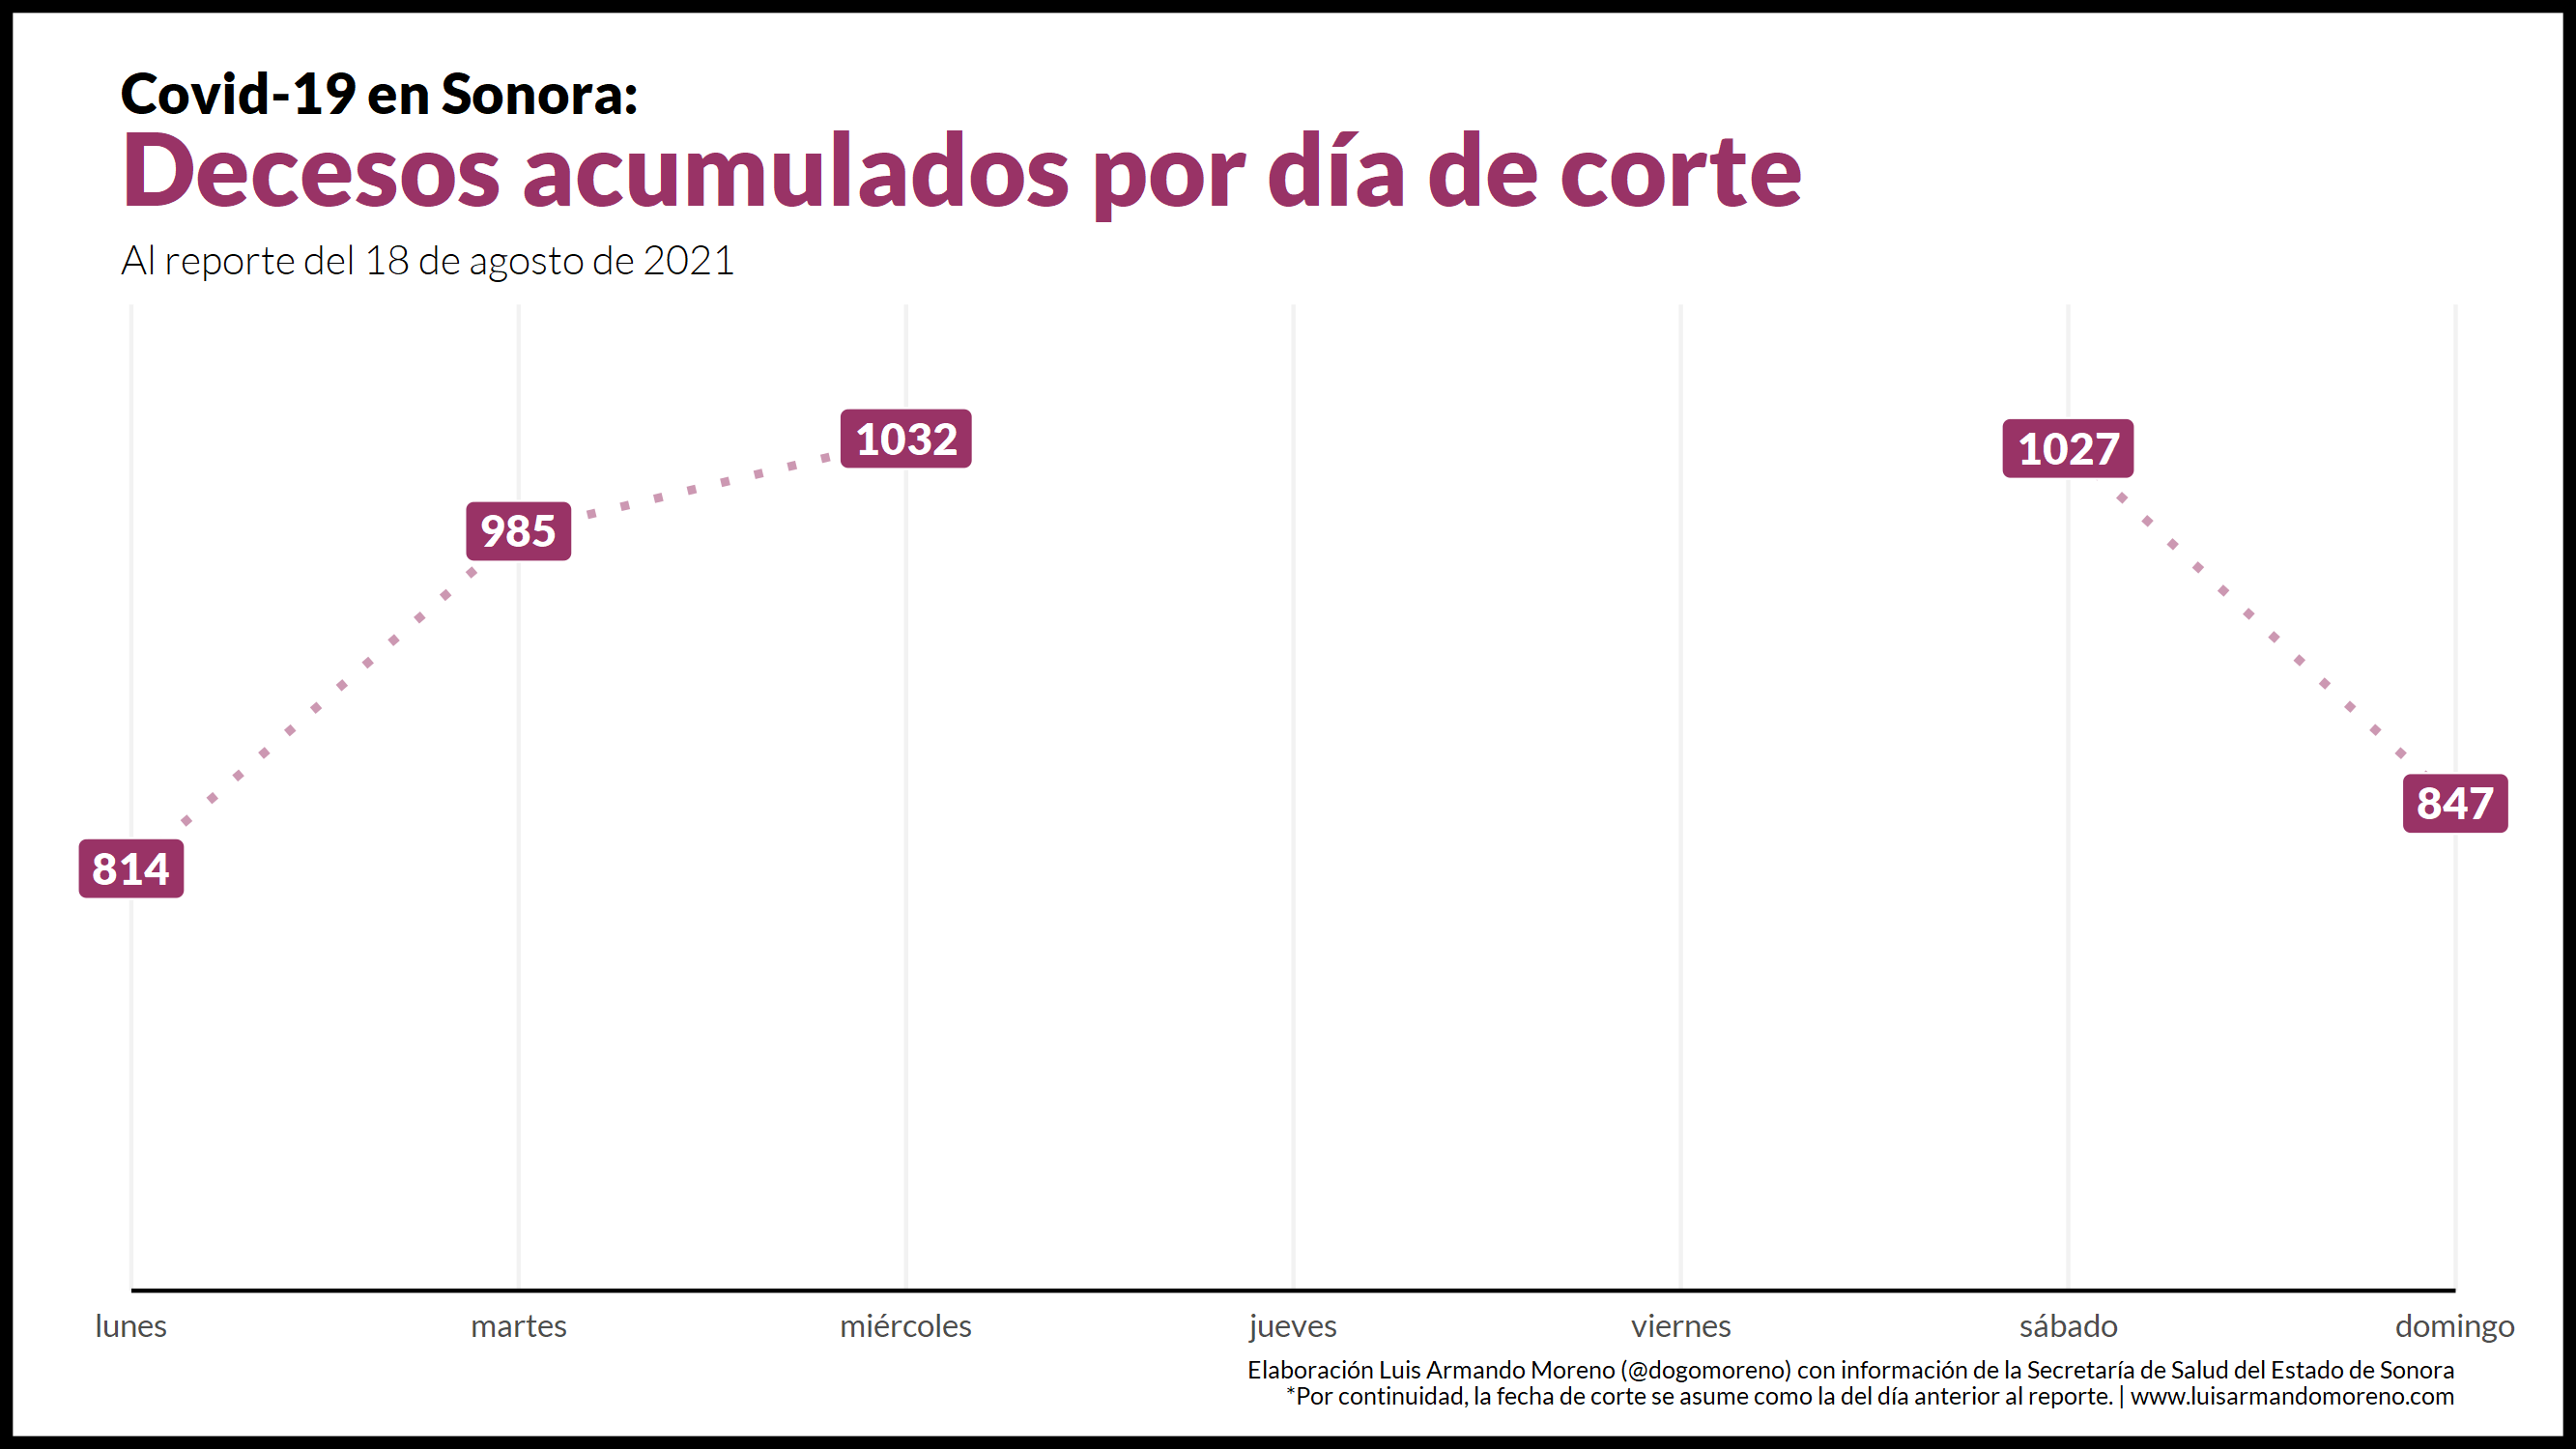 Covid-19 en Sonora:
Decesos acumulados por día de corte
Al reporte del 18 de agosto de 2021
1032
1027
985
847
814
lunes martes miércoles jueves viernes sábado domingo
Elaboración Luis Armando Moreno (@dogomoreno) con información de la Secretaría de Salud del Estado de Sonora
*Por continuidad, la fecha de corte se asume como la del día anterior al reporte. | www.luisarmandomoreno.com